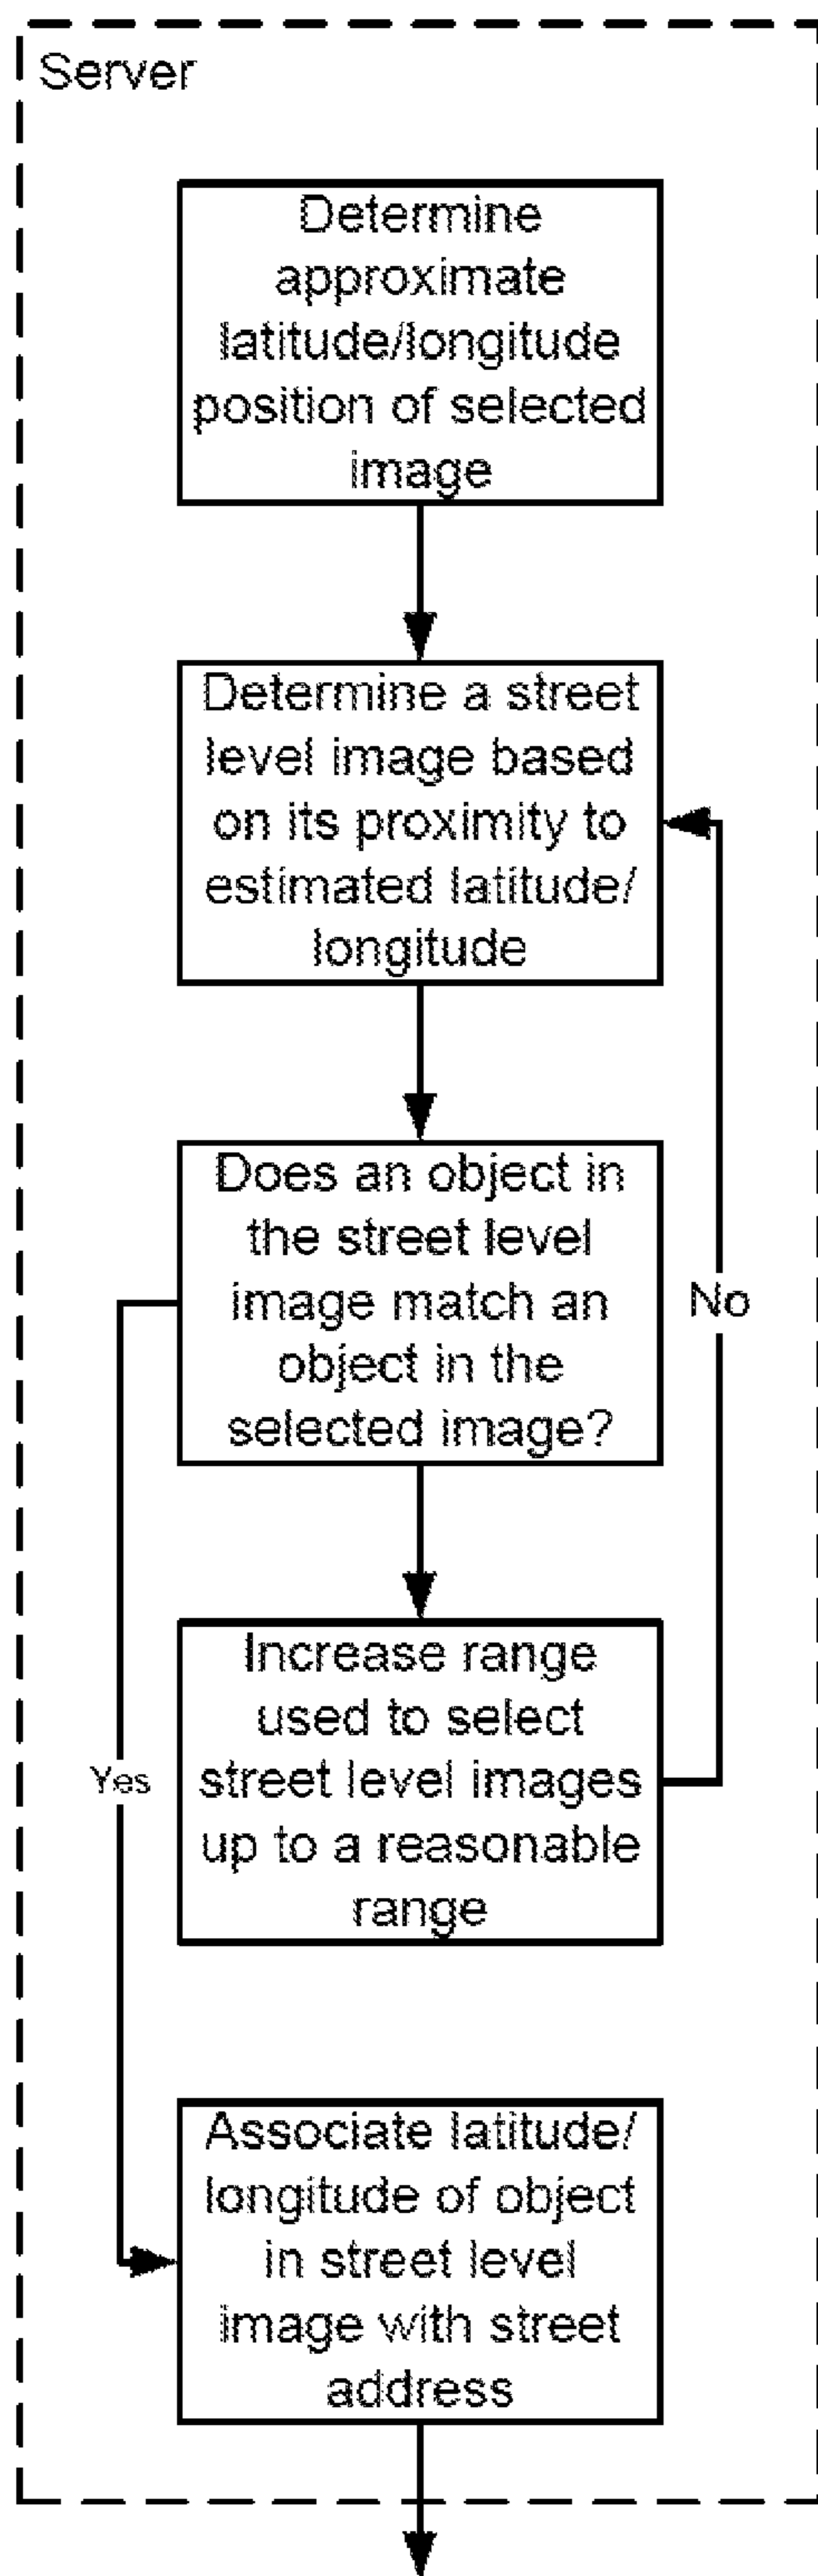 Server
Determine
approximate
latitude/longitude
position of selected
image
Determine a street
level image based
on its proximity to
estimated latitude/
longitude
Does an object in
the street level
image match an
object in the
selected image?
No
Increase range
used to select
street level images
up to a reasonable
range
Yes
Associate latitude/
longitude of object
in street level
image with street
address